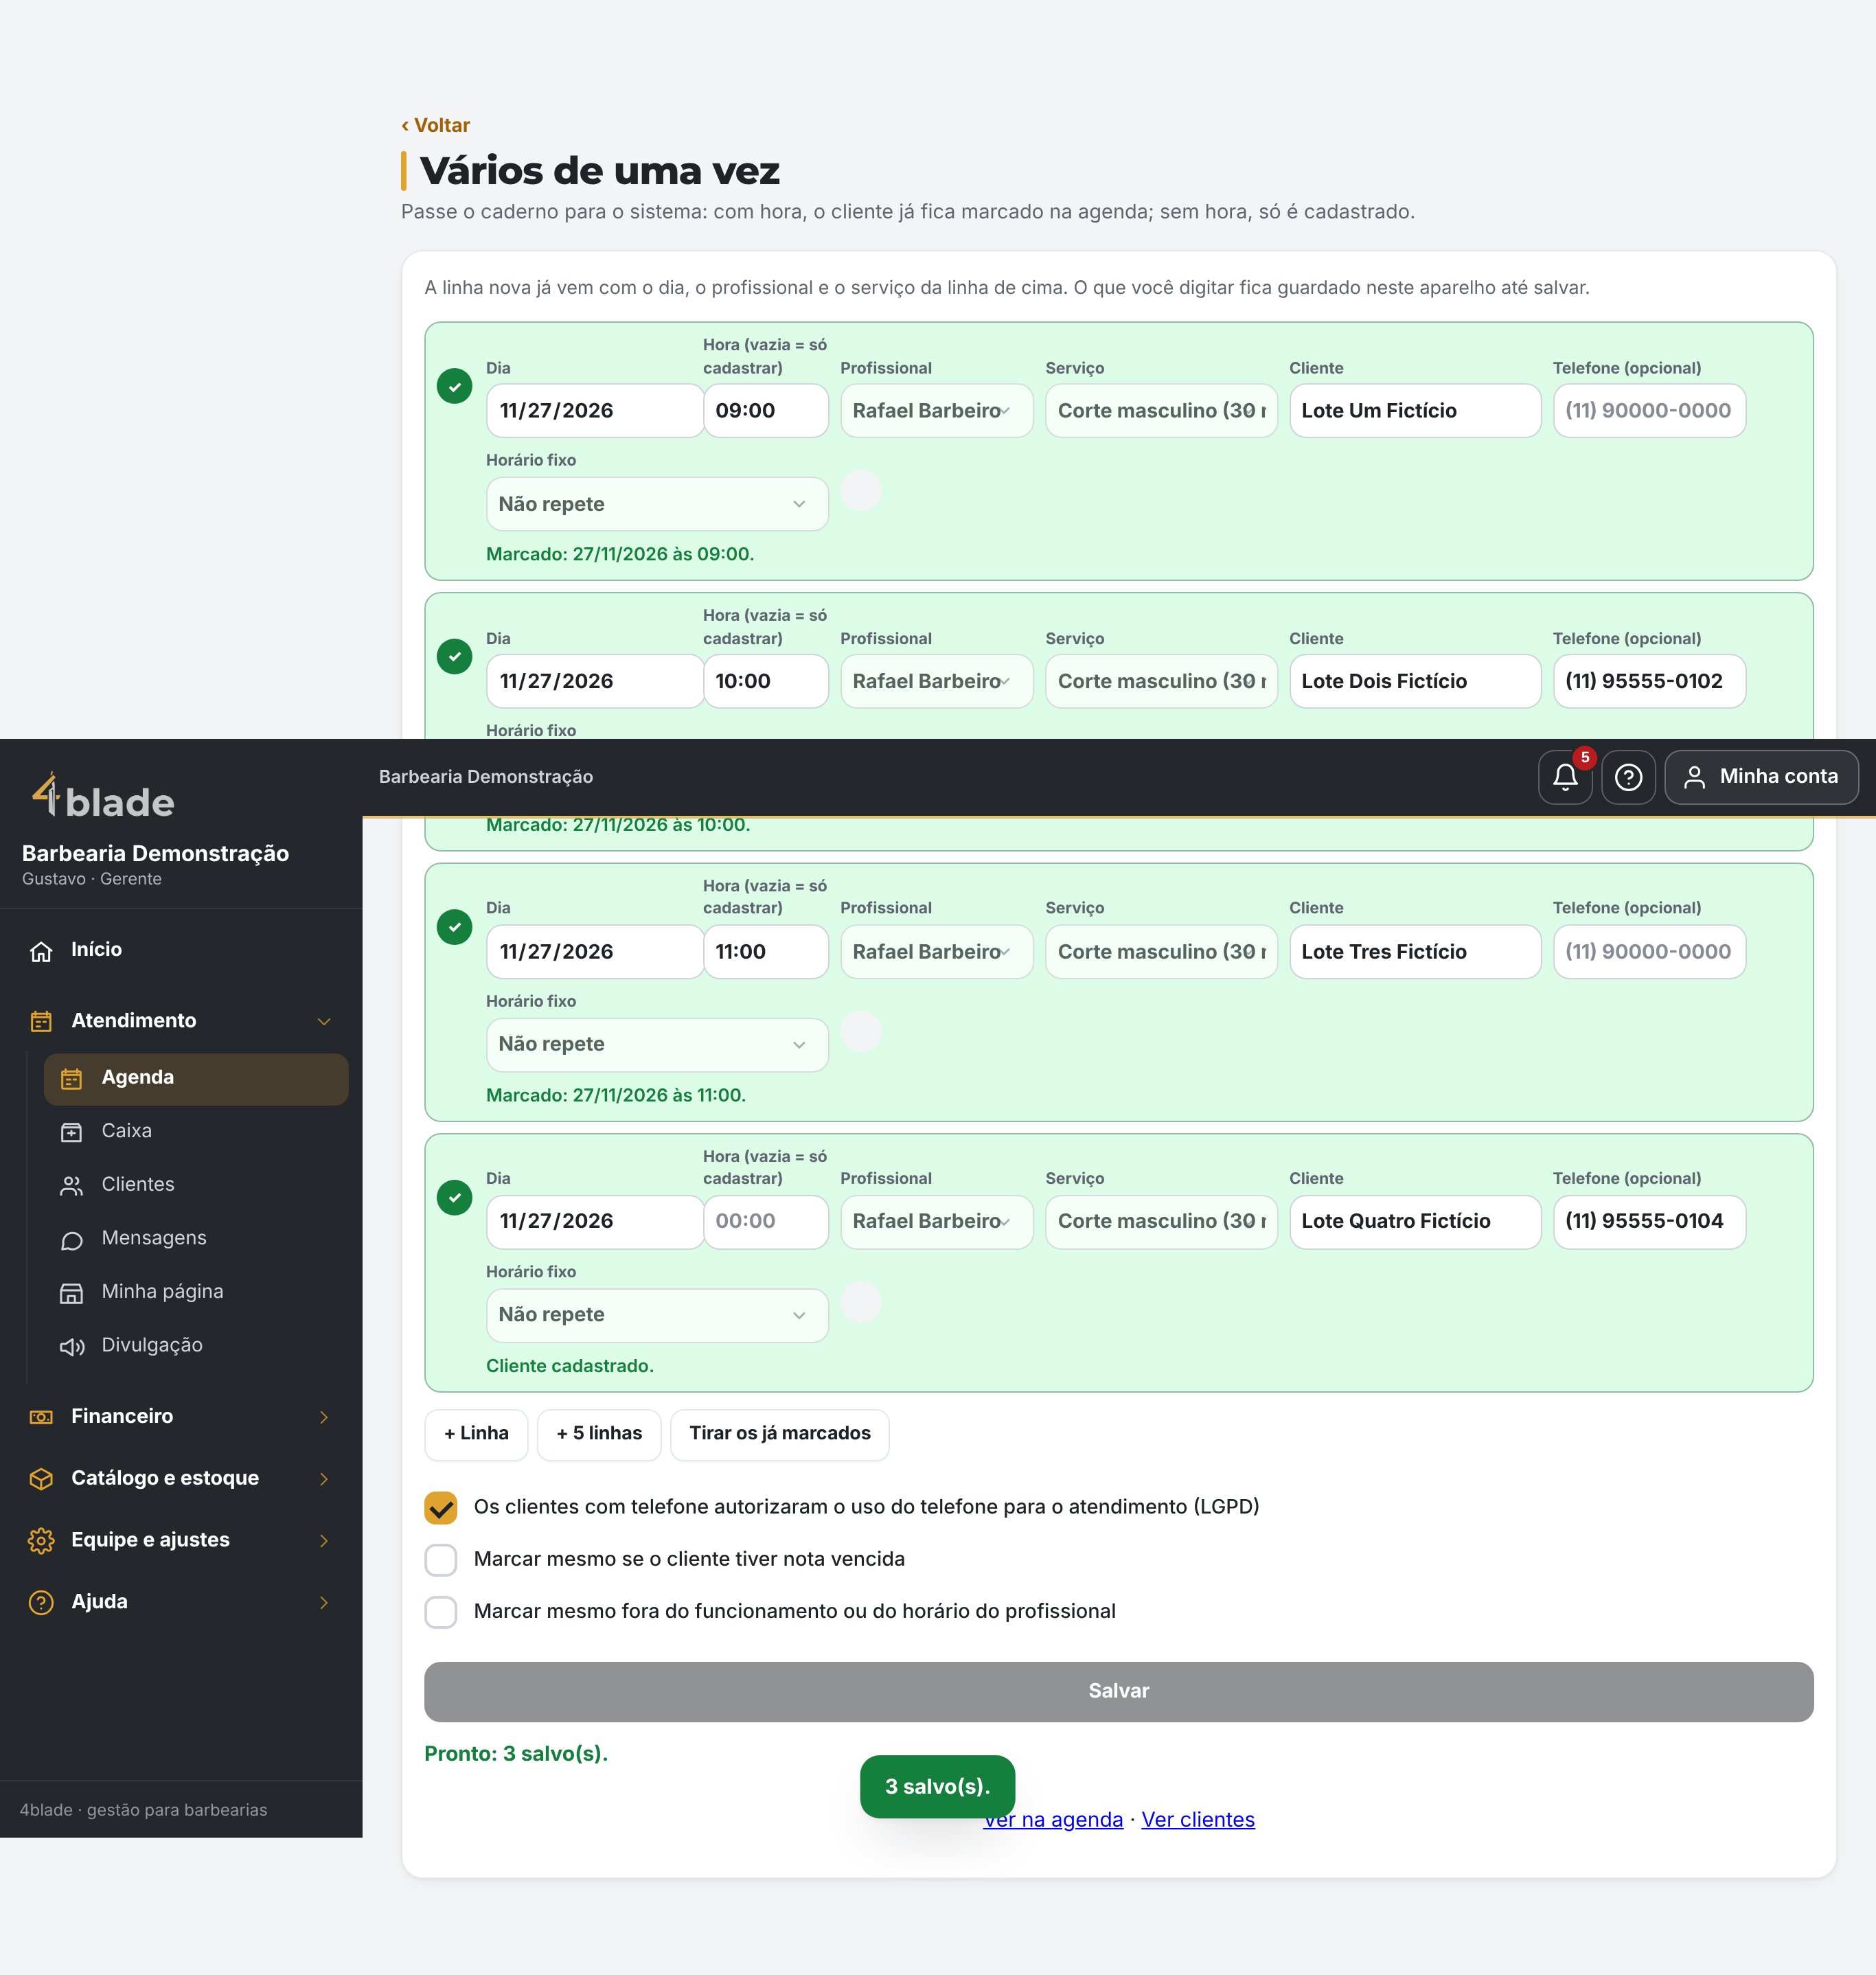 ‹ Voltar
Vários de uma vez
Passe o caderno para o sistema: com hora, o cliente já fica marcado na agenda; sem hora, só é cadastrado.
A linha nova já vem com o dia, o profissional e o serviço da linha de cima. O que você digitar fica guardado neste aparelho até salvar.
Dia
Hora (vazia = só
cadastrar)
Profissional
Serviço
Cliente
Telefone (opcional)
11/27/2026
09:00
Rafael Barbeiro
Corte masculino (30 r
Lote Um Fictício
(11) 90000-0000
Horário fixo
Não repete
Marcado: 27/11/2026 às 09:00.
Dia
Hora (vazia = só
cadastrar)
Profissional
Serviço
Cliente
Telefone (opcional)
11/27/2026
10:00
Rafael Barbeiro
Corte masculino (30 r
Lote Dois Fictício
(11) 95555-0102
Horário fixo
Barbearia Demonstração
5
Minha conta
Marcado: 27/11/2026 às 10:00.
Dia
Hora (vazia = só
cadastrar)
Profissional
Serviço
Cliente
Telefone (opcional)
11/27/2026
11:00
Rafael Barbeiro
Corte masculino (30 r
Lote Tres Fictício
(11) 90000-0000
Horário fixo
Não repete
Marcado: 27/11/2026 às 11:00.
Dia
Hora (vazia = só
cadastrar)
Profissional
Serviço
Cliente
Telefone (opcional)
11/27/2026
00:00
Rafael Barbeiro
Corte masculino (30 r
Lote Quatro Fictício
(11) 95555-0104
Horário fixo
Não repete
Cliente cadastrado.
+ Linha
+ 5 linhas
Tirar os já marcados
Os clientes com telefone autorizaram o uso do telefone para o atendimento (LGPD)
Marcar mesmo se o cliente tiver nota vencida
Marcar mesmo fora do funcionamento ou do horário do profissional
Salvar
Pronto: 3 salvo(s).
3 salvo(s).
Ver na agenda · Ver clientes
4blade
Barbearia Demonstração
Gustavo · Gerente
Início
Atendimento
Agenda
Caixa
Clientes
Mensagens
Minha página
Divulgação
Financeiro
Catálogo e estoque
Equipe e ajustes
Ajuda
4blade · gestão para barbearias